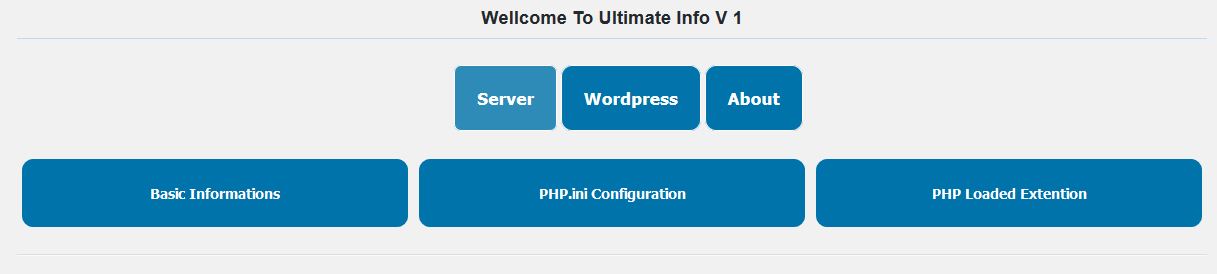 Wellcome To Ultimate Info V 1
Server Wordpress About
Basic Informations PHP.ini Configuration PHP Loaded Extention